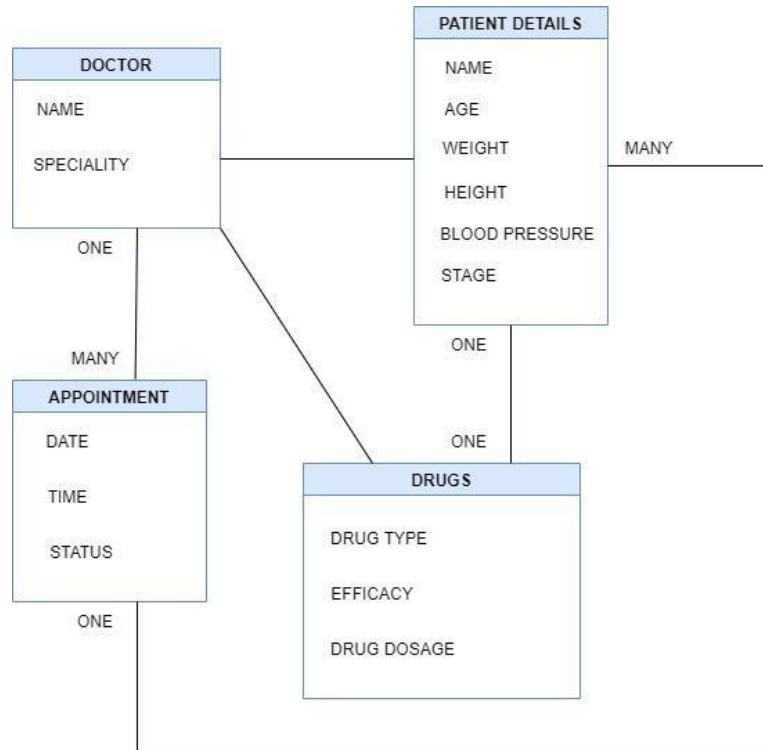 DOCTOR
NAME
SPECIALITY
ONE
MANY
APPOINTMENT
DATE
TIME
STATUS
ONE
PATIENT DETAILS
NAME
AGE
WEIGHT
HEIGHT
BLOOD PRESSURE
STAGE
MANY
ONE
ONE
DRUGS
DRUG TYPE
EFFICACY
DRUG DOSAGE